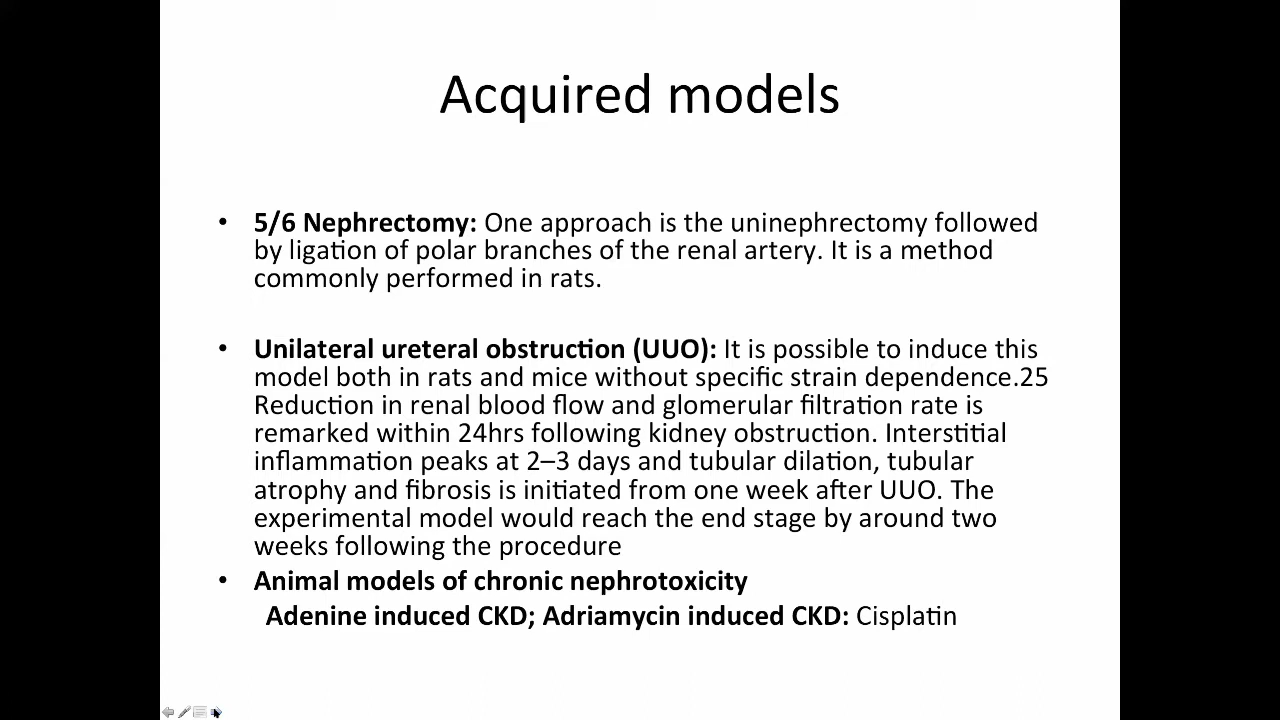 Acquired models
• 5/6 Nephrectomy: One approach is the uninephrectomy followed
by ligation of polar branches of the renal artery. It is a method
commonly performed in rats.
• Unilateral ureteral obstruction (UUO): It is possible to induce this
model both in rats and mice without specific strain dependence.25
Reduction in renal blood flow and glomerular filtration rate is
remarked within 24hrs following kidney obstruction. Interstitial
inflammation peaks at 2–3 days and tubular dilation, tubular
atrophy and fibrosis is initiated from one week after UUO. The
experimental model would reach the end stage by around two
weeks following the procedure
• Animal models of chronic nephrotoxicity
Adenine induced CKD; Adriamycin induced CKD: Cisplatin